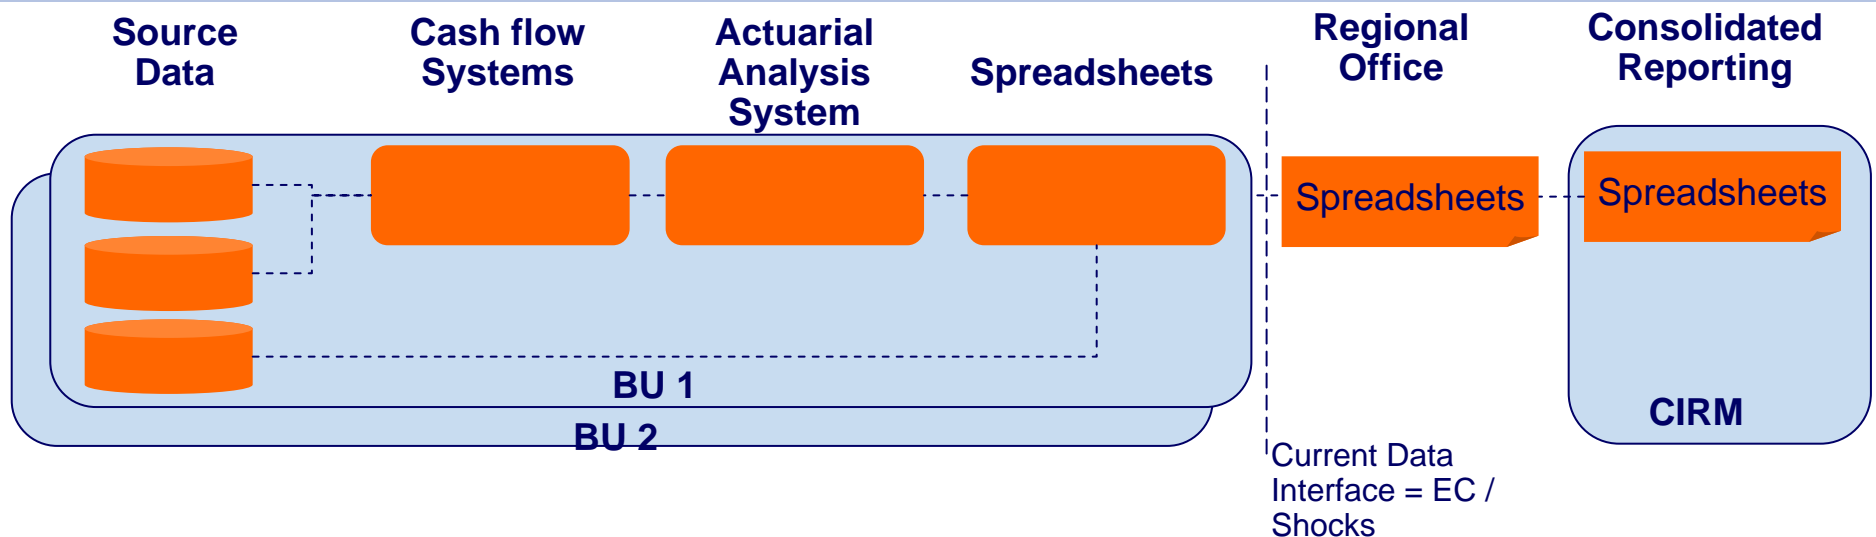 Source
Data
Cash flow
Systems
Actuarial
Analysis
System
Spreadsheets
Regional
Office
Consolidated
Reporting
Spreadsheets
Spreadsheets
BU 1
BU 2
CIRM
Current Data
Interface = EC /
Shocks